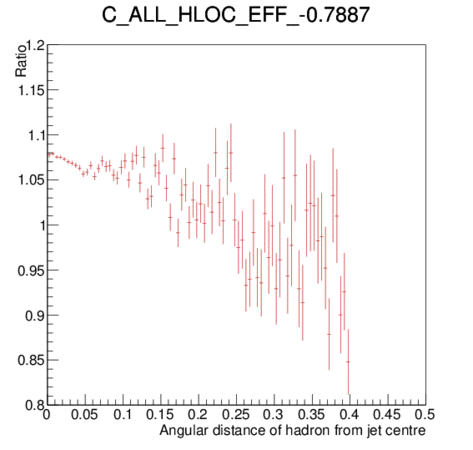 C_ALL_HLOC_EFF_-0.7887
Ratio
1.2
1.15
1.1
1.05
1
0.95
0.9
0.85
0.8
0 0.05 0.1 0.15 0.2 0.25 0.3 0.35 0.4 0.45 0.5
Angular distance of hadron from jet centre